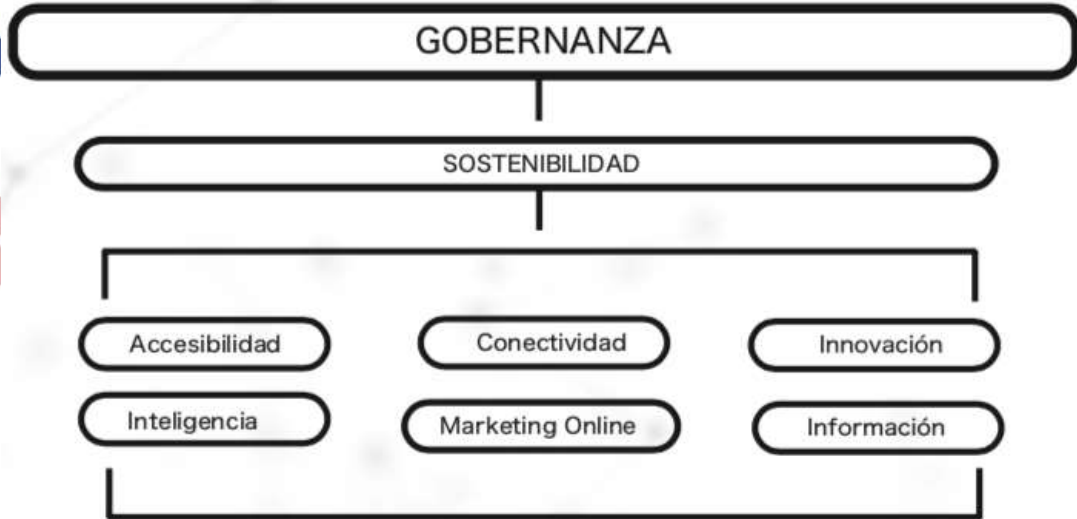 GOBERNANZA
SOSTENIBILIDAD
Accesibilidad
Conectividad
Innovación
Inteligencia
Marketing Online
Información